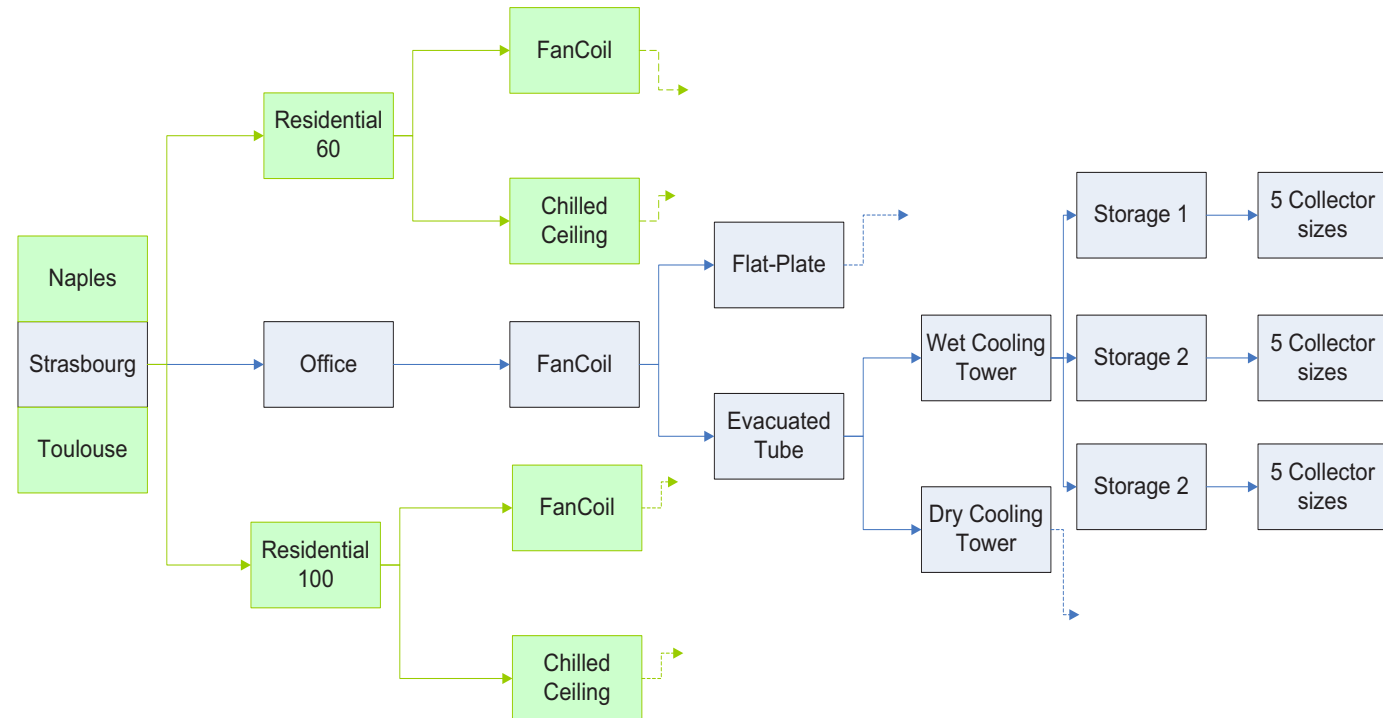 Naples
Strasbourg
Toulouse
Residential
60
Office
Residential
100
FanCoil
Chilled
Ceiling
FanCoil
FanCoil
Chilled
Ceiling
Flat-Plate
Evacuated
Tube
Wet Cooling
Tower
Dry Cooling
Tower
Storage 1
Storage 2
Storage 2
5 Collector
sizes
5 Collector
sizes
5 Collector
sizes